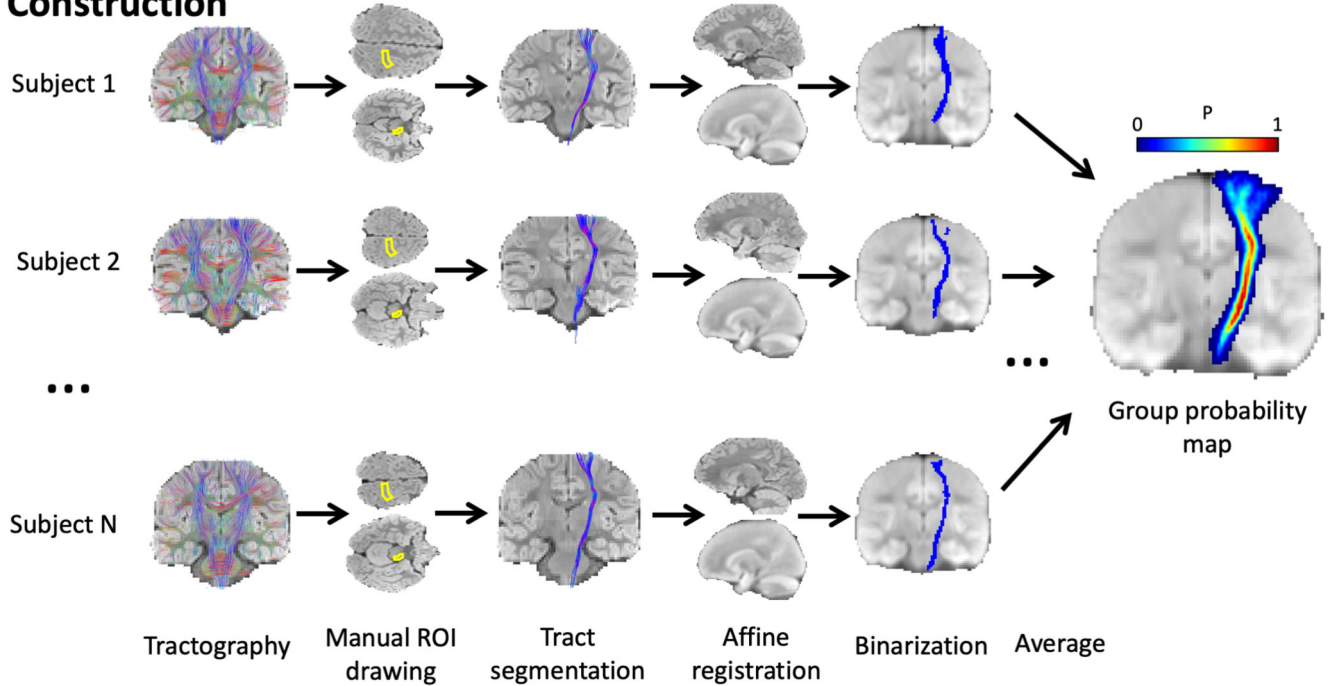 Construction
Subject 1
P
0 1
Subject 2
...
...
Group probability
map
Subject N
Tractography
Manual ROI
drawing
Tract
segmentation
Affine
registration
Binarization
Average